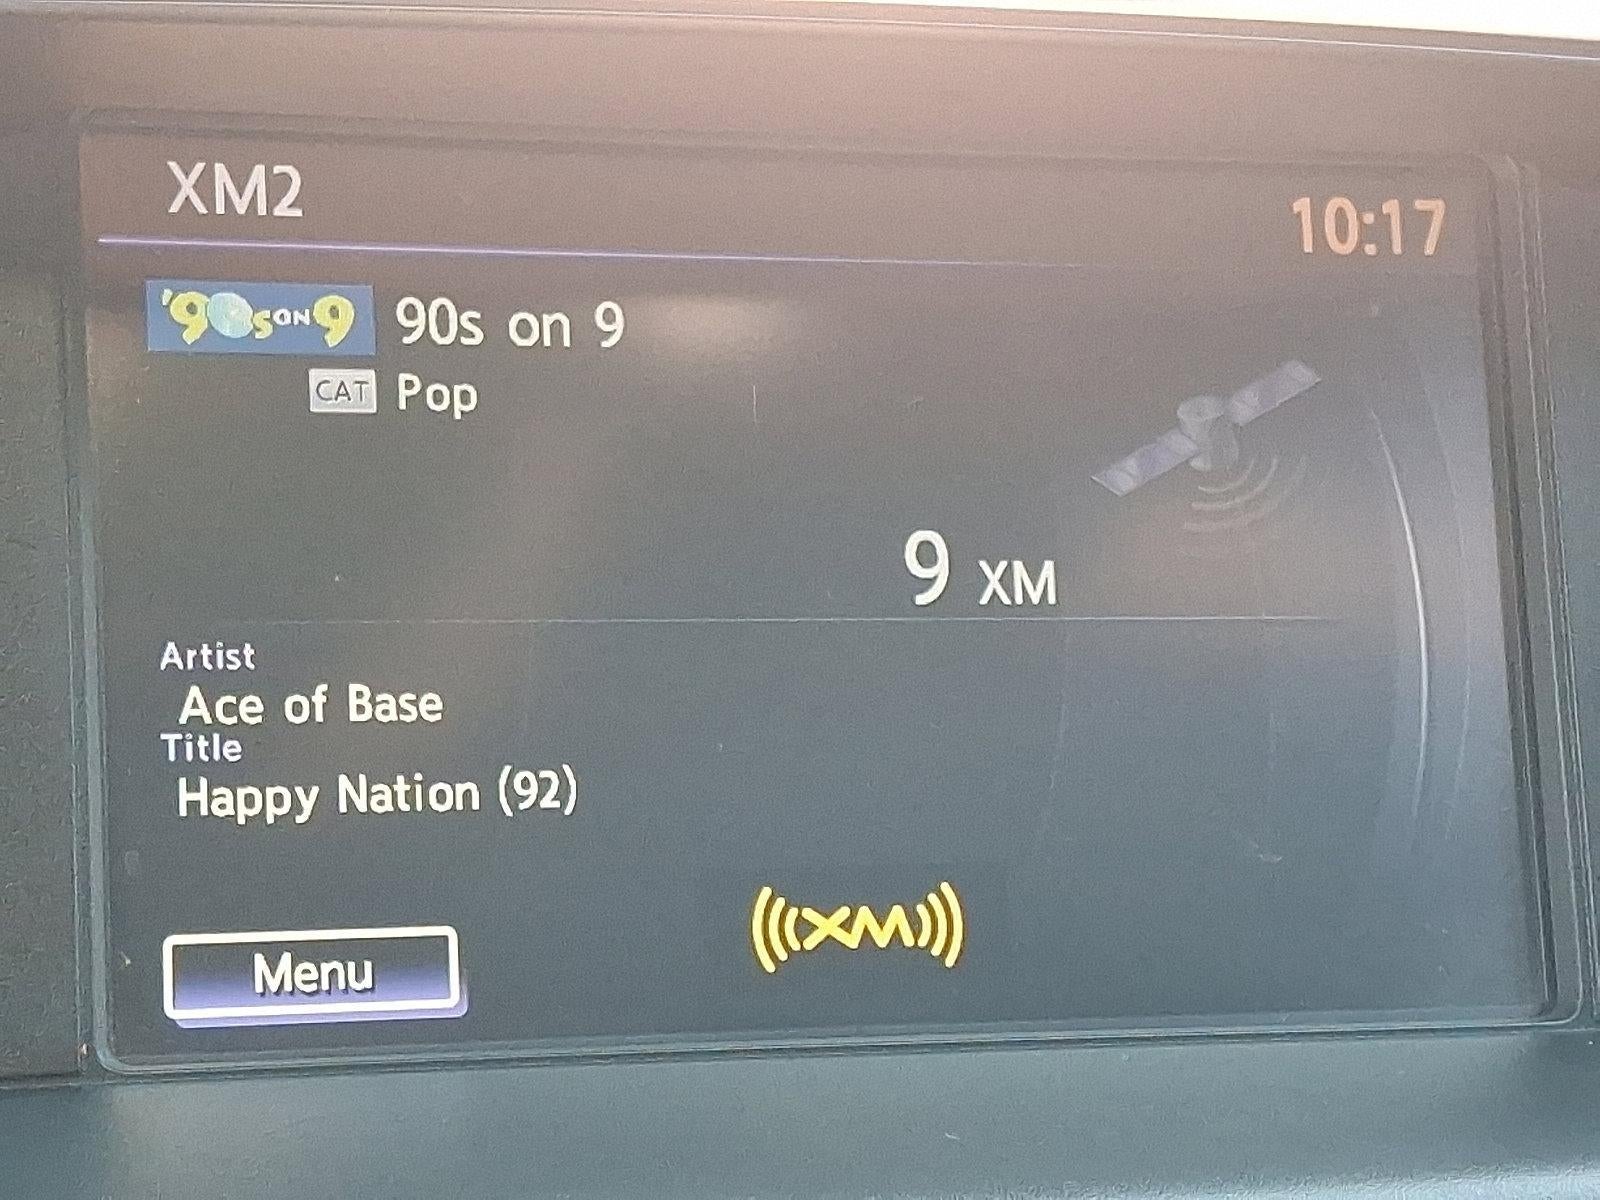 XM2
10:17
'90s ON 9 90s on 9
CAT Pop
9 XM
Artist
Ace of Base
Title
Happy Nation (92)
((( XM )))
Menu